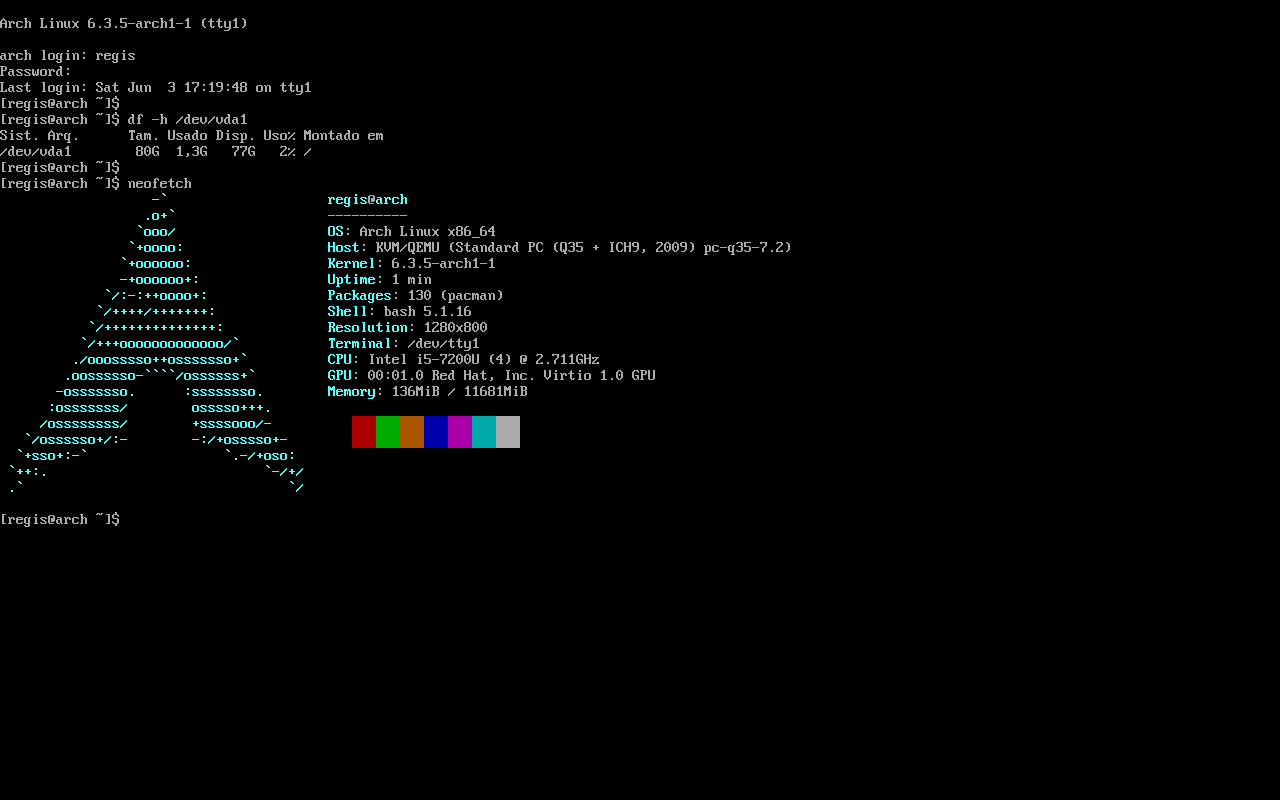 Arch Linux 6.3.5-arch1-1 (tty1)
arch login: regis
Password:
Last login: Sat Jun  3 17:19:48 on tty1
[regis@arch ~]$
[regis@arch ~]$ df -h /dev/vda1
Sist. Arq.      Tam. Usado Disp. Uso% Montado em
/dev/vda1        80G  1,3G   77G   2% /
[regis@arch ~]$
[regis@arch ~]$ neofetch
                   -`                    regis@arch
                  .o+`                   ----------
                 `ooo/                   OS: Arch Linux x86_64
                `+oooo:                  Host: KVM/QEMU (Standard PC (Q35 + ICH9, 2009) pc-q35-7.2)
               `+oooooo:                 Kernel: 6.3.5-arch1-1
               -+oooooo+:                Uptime: 1 min
             `/:-:++oooo+:               Packages: 130 (pacman)
            `/++++/+++++++:              Shell: bash 5.1.16
           `/++++++++++++++:             Resolution: 1280x800
          `/+++ooooooooooooo/`           Terminal: /dev/tty1
         ./ooosssso++osssssso+`          CPU: Intel i5-7200U (4) @ 2.711GHz
        .oossssso-````/ossssss+`         GPU: 00:01.0 Red Hat, Inc. Virtio 1.0 GPU
       -osssssso.      :ssssssso.        Memory: 136MiB / 11681MiB
      :osssssss/        osssso+++.
     /ossssssss/        +ssssooo/-
   `/ossssso+/:-        -:/+osssso+-
  `+sso+:-`                 `.-/+oso:
 `++:.                           `-/+/
 .`                                 `/
[regis@arch ~]$